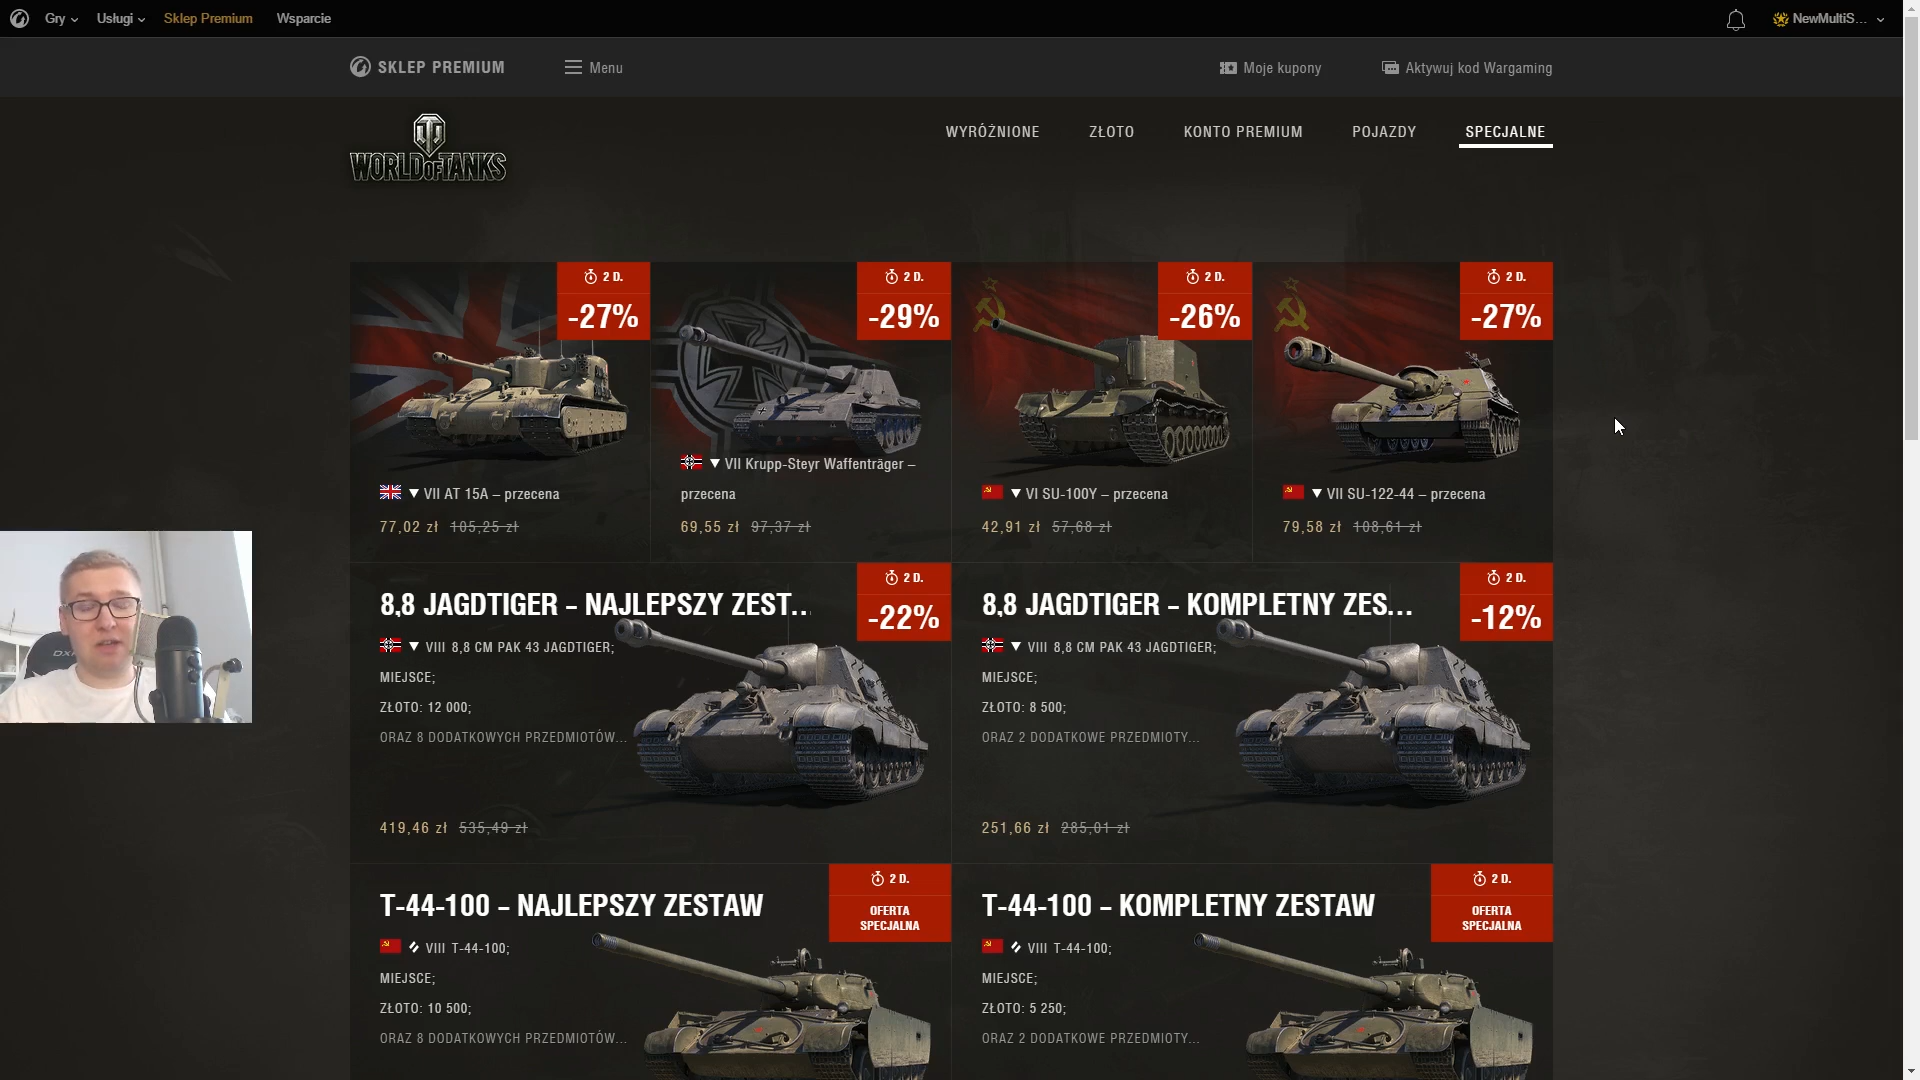 Gry
Usługi
Sklep Premium
Wsparcie
NewMultiS...
SKLEP PREMIUM
Menu
Moje kupony
Aktywuj kod Wargaming
WORLD OF TANKS
WYRÓŻNIONE
ZŁOTO
KONTO PREMIUM
POJAZDY
SPECJALNE
2 D.
-27%
VII AT 15A – przecena
77,02 zł 105,25 zł
2 D.
-29%
VII Krupp-Steyr Waffenträger –
przecena
69,55 zł 97,37 zł
2 D.
-26%
VI SU-100Y – przecena
42,91 zł 57,68 zł
2 D.
-27%
VII SU-122-44 – przecena
79,58 zł 108,61 zł
2 D.
-22%
8,8 JAGDTIGER – NAJLEPSZY ZEST...
VIII 8,8 CM PAK 43 JAGDTIGER;
MIEJSCE;
ZŁOTO: 12 000;
ORAZ 8 DODATKOWYCH PRZEDMIOTÓW...
419,46 zł 535,49 zł
2 D.
-12%
8,8 JAGDTIGER – KOMPLETNY ZES...
VIII 8,8 CM PAK 43 JAGDTIGER;
MIEJSCE;
ZŁOTO: 8 500;
ORAZ 2 DODATKOWE PRZEDMIOTY...
251,66 zł 285,01 zł
2 D.
OFERTA
SPECJALNA
T-44-100 – NAJLEPSZY ZESTAW
VIII T-44-100;
MIEJSCE;
ZŁOTO: 10 500;
ORAZ 8 DODATKOWYCH PRZEDMIOTÓW...
2 D.
OFERTA
SPECJALNA
T-44-100 – KOMPLETNY ZESTAW
VIII T-44-100;
MIEJSCE;
ZŁOTO: 5 250;
ORAZ 2 DODATKOWE PRZEDMIOTY...